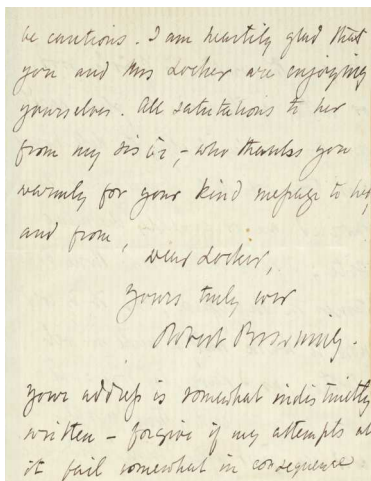 be cautious. I am heartily glad that
you and Mrs Locker are enjoying
yourselves. All salutations to her
from my sister, – who thanks you
warmly for your kind message to her,
and from,
Dear Locker,
yours truly ever
Robert Browning.
your address is somewhat indistinctly
written – forgive if my attempts at
it fail somewhat in consequence